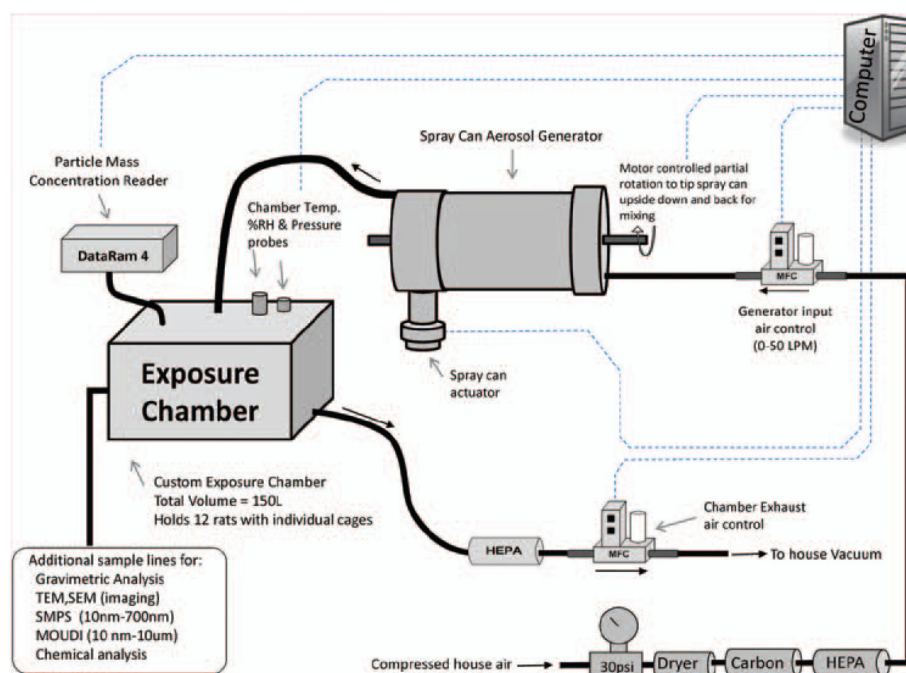 Computer
Spray Can Aerosol Generator
Particle Mass
Concentration Reader
DataRam 4
Chamber Temp.
%RH & Pressure
probes
Motor controlled partial
rotation to tip spray can
upside down and back for
mixing
MFC
Generator input
air control
(0-50 LPM)
Spray can
actuator
Exposure
Chamber
Custom Exposure Chamber
Total Volume = 150L
Holds 12 rats with individual cages
Chamber Exhaust
air control
HEPA
MFC
To house Vacuum
Additional sample lines for:
Gravimetric Analysis
TEM,SEM (imaging)
SMPS (10nm-700nm)
MOUDI (10 nm-10um)
Chemical analysis
Compressed house air
30psi
Dryer
Carbon
HEPA